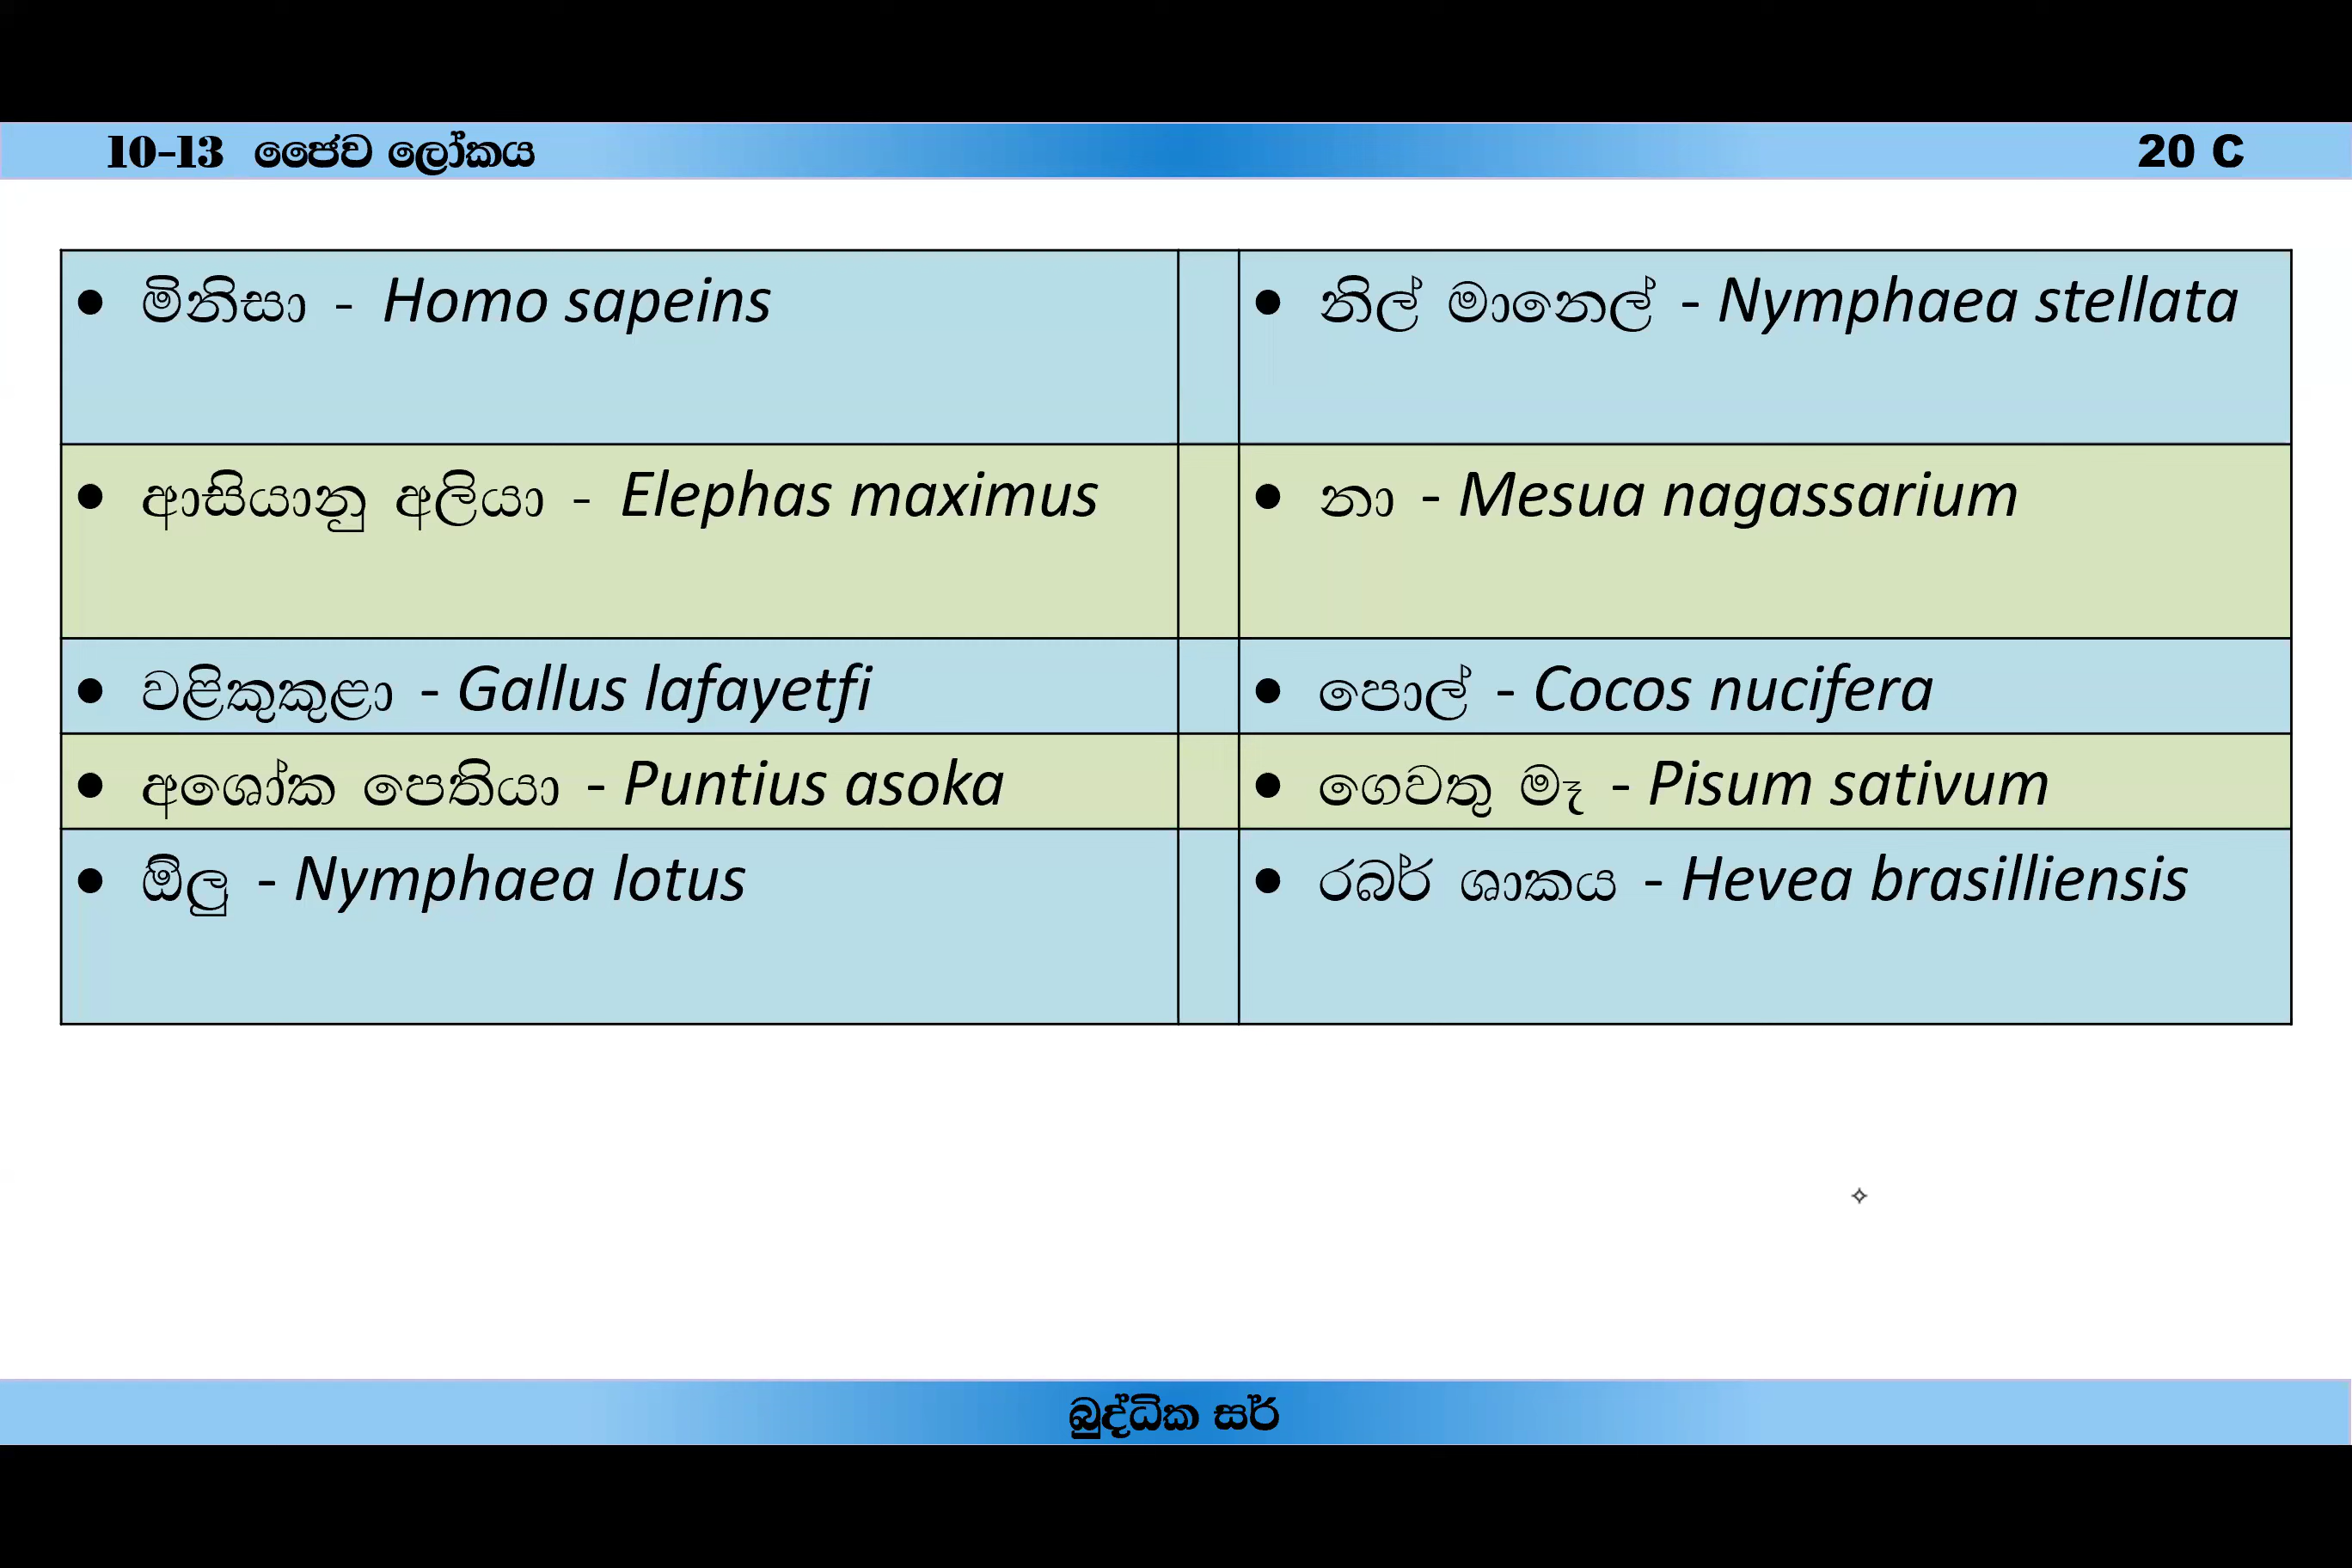 10-13 ජෛව ලෝකය 20 C
• මිනිසා - Homo sapeins
• නිල් මානෙල් - Nymphaea stellata
• ආසියානු අලියා - Elephas maximus
• නා - Mesua nagassarium
• වළිකුකුළා - Gallus lafayetfi
• පොල් - Cocos nucifera
• අශෝක පෙතියා - Puntius asoka
• ගෙවතු මෑ - Pisum sativum
• ඕලු - Nymphaea lotus
• රබර් ශාකය - Hevea brasilliensis
බුද්ධික සර්